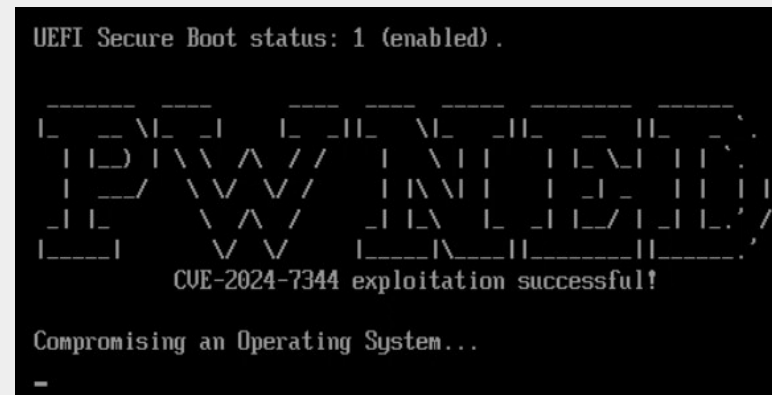 UEFI Secure Boot status: 1 (enabled).
PWNED
CVE-2024-7344 exploitation successful!
Compromising an Operating System...